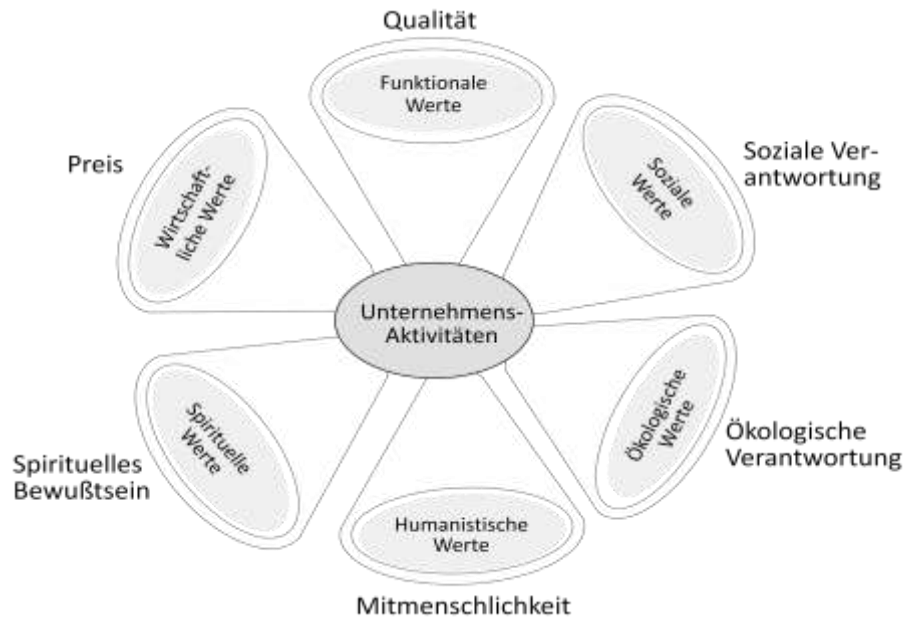 Qualität
Funktionale
Werte
Preis
Wirtschaft-
liche Werte
Soziale Ver-
antwortung
Soziale
Werte
Unternehmens-
Aktivitäten
Spirituelles
Bewußtsein
Spirituelle
Werte
Ökologische
Werte
Ökologische
Verantwortung
Humanistische
Werte
Mitmenschlichkeit